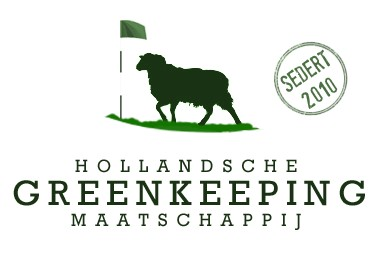 SEDERT
2010
HOLLANDSCHE
GREENKEEPING
MAATSCHAPPIJ